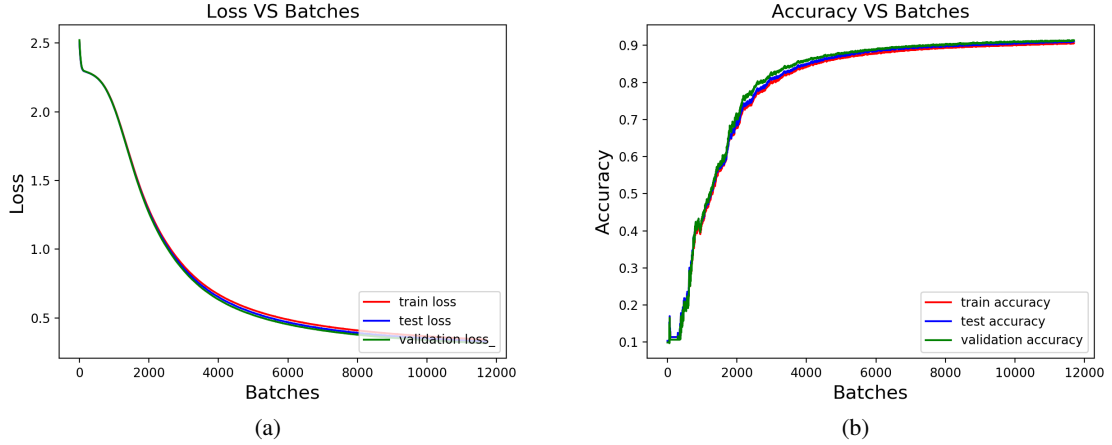 Loss VS Batches
2.5
2.0
1.5
1.0
0.5
Loss
0 2000 4000 6000 8000 10000 12000
Batches
train loss
test loss
validation loss_
(a)
Accuracy VS Batches
0.9
0.8
0.7
0.6
0.5
0.4
0.3
0.2
0.1
Accuracy
0 2000 4000 6000 8000 10000 12000
Batches
train accuracy
test accuracy
validation accuracy
(b)